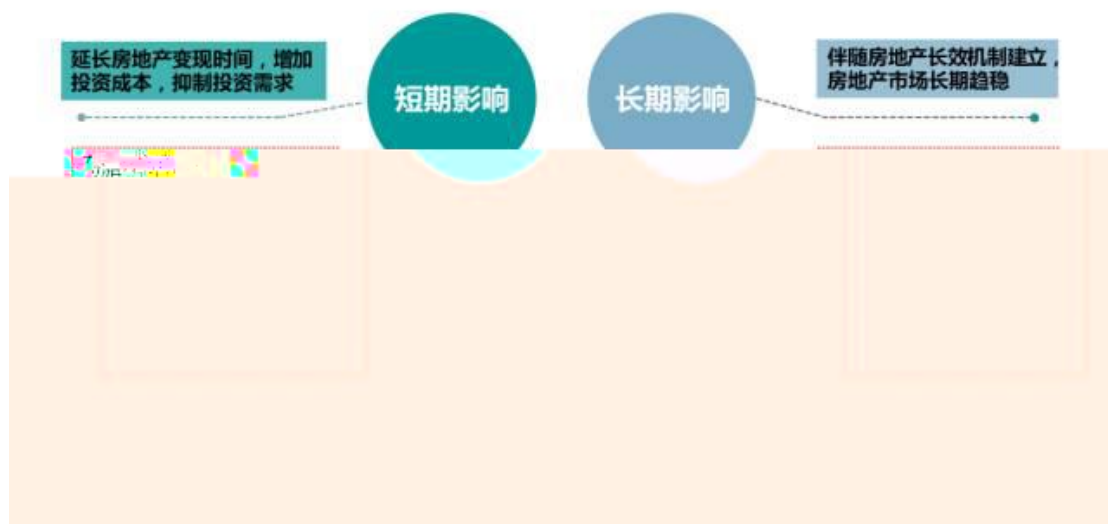 延长房地产变现时间，增加
投资成本，抑制投资需求
短期影响
长期影响
伴随房地产长效机制建立，
房地产市场长期趋稳